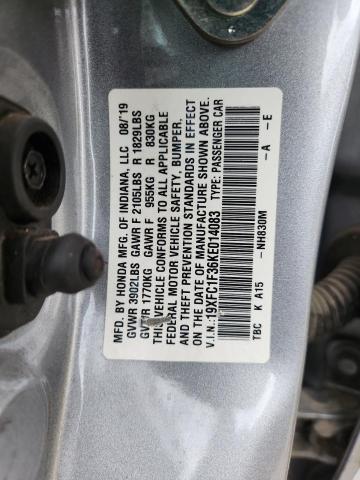 MFD. BY HONDA MFG. OF INDIANA, LLC 08/'19
GVWR 3902LBS GAWR F 2105LBS R 1829LBS
GVWR 1770KG GAWR F 955KG R 830KG
THIS VEHICLE CONFORMS TO ALL APPLICABLE
FEDERAL MOTOR VEHICLE SAFETY, BUMPER,
AND THEFT PREVENTION STANDARDS IN EFFECT
ON THE DATE OF MANUFACTURE SHOWN ABOVE.
V.I.N.:19XFC1F36KE014083 TYPE: PASSENGER CAR
TBC K A15 -NH830M -A -E